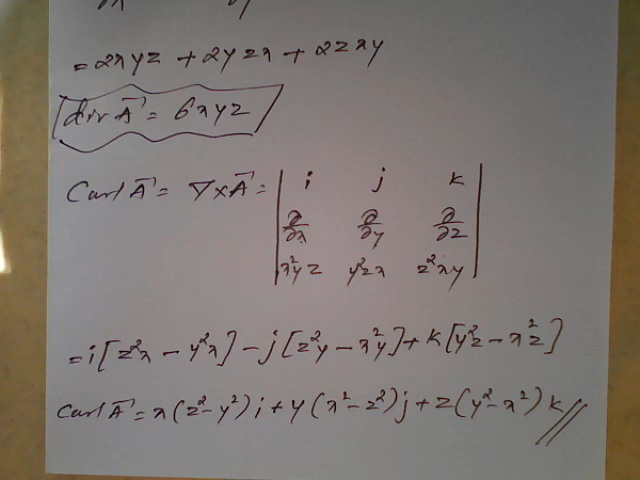 = 2xyz + 2yzx + 2zxy
div A⃗ = 6xyz
Curl A⃗ = ∇×A⃗ = | i j k |
∂/∂x ∂/∂y ∂/∂z
x²yz y²zx z²xy
= i[z²x − y²x] − j[z²y − x²y] + k[y²z − x²z]
Curl A⃗ = x(z² − y²)i + y(x² − z²)j + z(y² − x²)k //